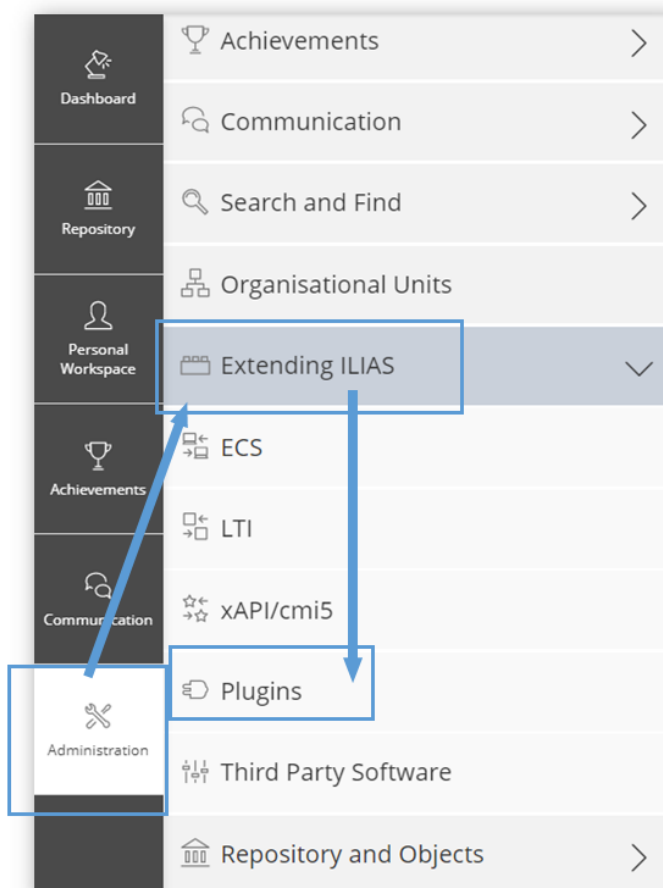 Dashboard
Repository
Personal
Workspace
Achievements
Communication
Administration
Achievements
Communication
Search and Find
Organisational Units
Extending ILIAS
ECS
LTI
xAPI/cmi5
Plugins
Third Party Software
Repository and Objects